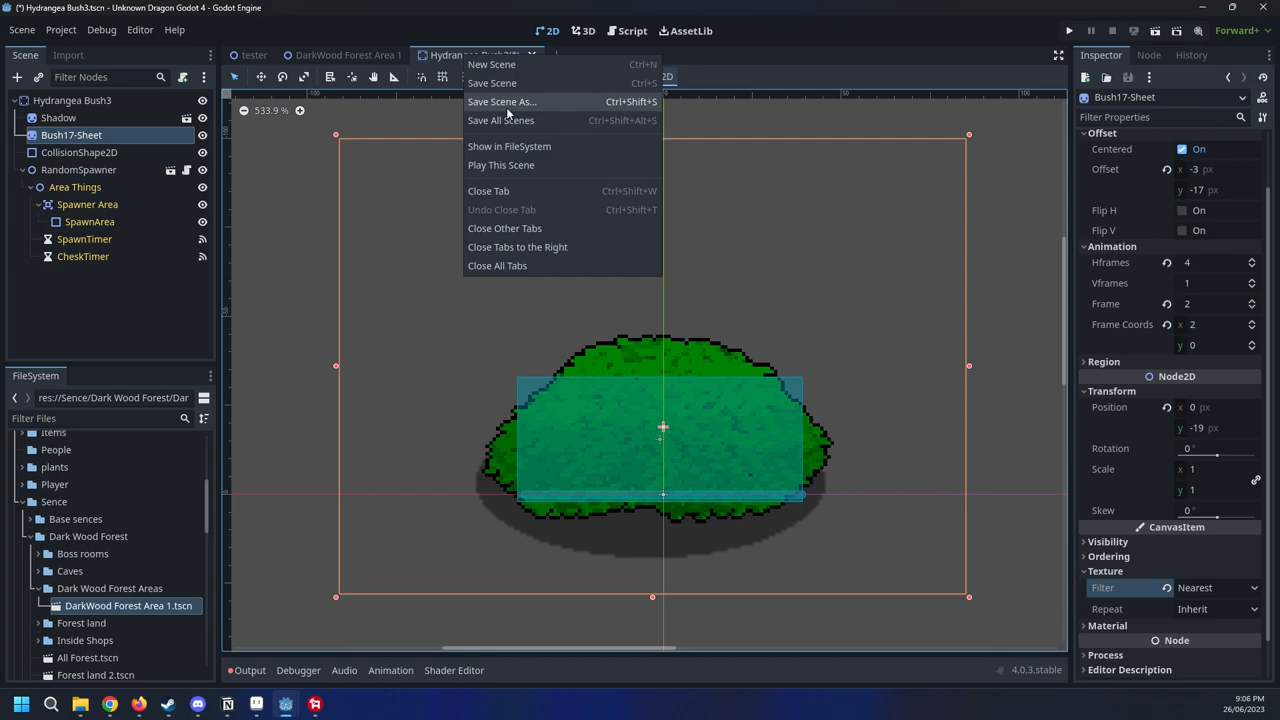 (*) Hydrangea Bush3.tscn - Unknown Dragon Godot 4 - Godot Engine
Scene Project Debug Editor Help
2D 3D Script AssetLib
Forward+
Scene Import
tester DarkWood Forest Area 1 Hydrangea Bush3(*)
Inspector Node History
Filter Nodes
2D
New Scene Ctrl+N
Save Scene Ctrl+S
Save Scene As... Ctrl+Shift+S
Save All Scenes Ctrl+Shift+Alt+S
Show in FileSystem
Play This Scene
Close Tab Ctrl+Shift+W
Undo Close Tab Ctrl+Shift+T
Close Other Tabs
Close Tabs to the Right
Close All Tabs
533.9 %
-100 0 50 100
Hydrangea Bush3
Shadow
Bush17-Sheet
CollisionShape2D
RandomSpawner
Area Things
Spawner Area
SpawnArea
SpawnTimer
CheskTimer
FileSystem
res://Sence/Dark Wood Forest/Dar
Filter Files
Items
People
plants
Player
Sence
Base sences
Dark Wood Forest
Boss rooms
Caves
Dark Wood Forest Areas
DarkWood Forest Area 1.tscn
Forest land
Inside Shops
All Forest.tscn
Forest land 2.tscn
Output Debugger Audio Animation Shader Editor
4.0.3.stable
Bush17-Sheet
Filter Properties
Offset
Centered On
Offset x -3 px
y -17 px
Flip H On
Flip V On
Animation
Hframes 4
Vframes 1
Frame 2
Frame Coords x 2
y 0
Region
Node2D
Transform
Position x 0 px
y -19 px
Rotation 0 °
Scale x 1
y 1
Skew 0 °
CanvasItem
Visibility
Ordering
Texture
Filter Nearest
Repeat Inherit
Material
Node
Process
Editor Description
9:06 PM
26/06/2023